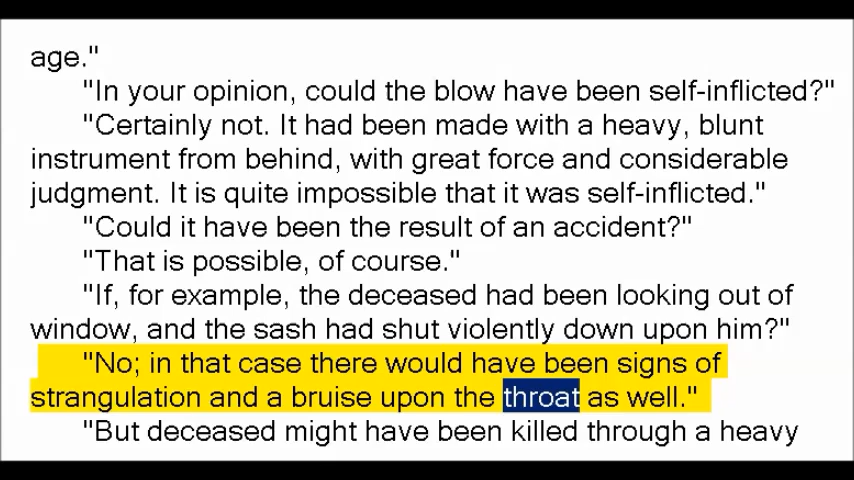 age."
"In your opinion, could the blow have been self-inflicted?"
"Certainly not. It had been made with a heavy, blunt
instrument from behind, with great force and considerable
judgment. It is quite impossible that it was self-inflicted."
"Could it have been the result of an accident?"
"That is possible, of course."
"If, for example, the deceased had been looking out of
window, and the sash had shut violently down upon him?"
"No; in that case there would have been signs of
strangulation and a bruise upon the throat as well."
"But deceased might have been killed through a heavy